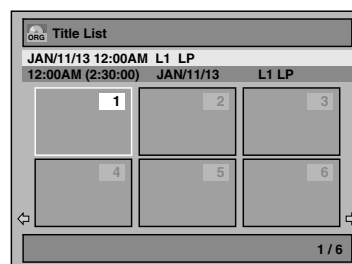 ORG Title List
JAN/11/13 12:00AM L1 LP
12:00AM (2:30:00) JAN/11/13 L1 LP
1 2 3
4 5 6
1 / 6